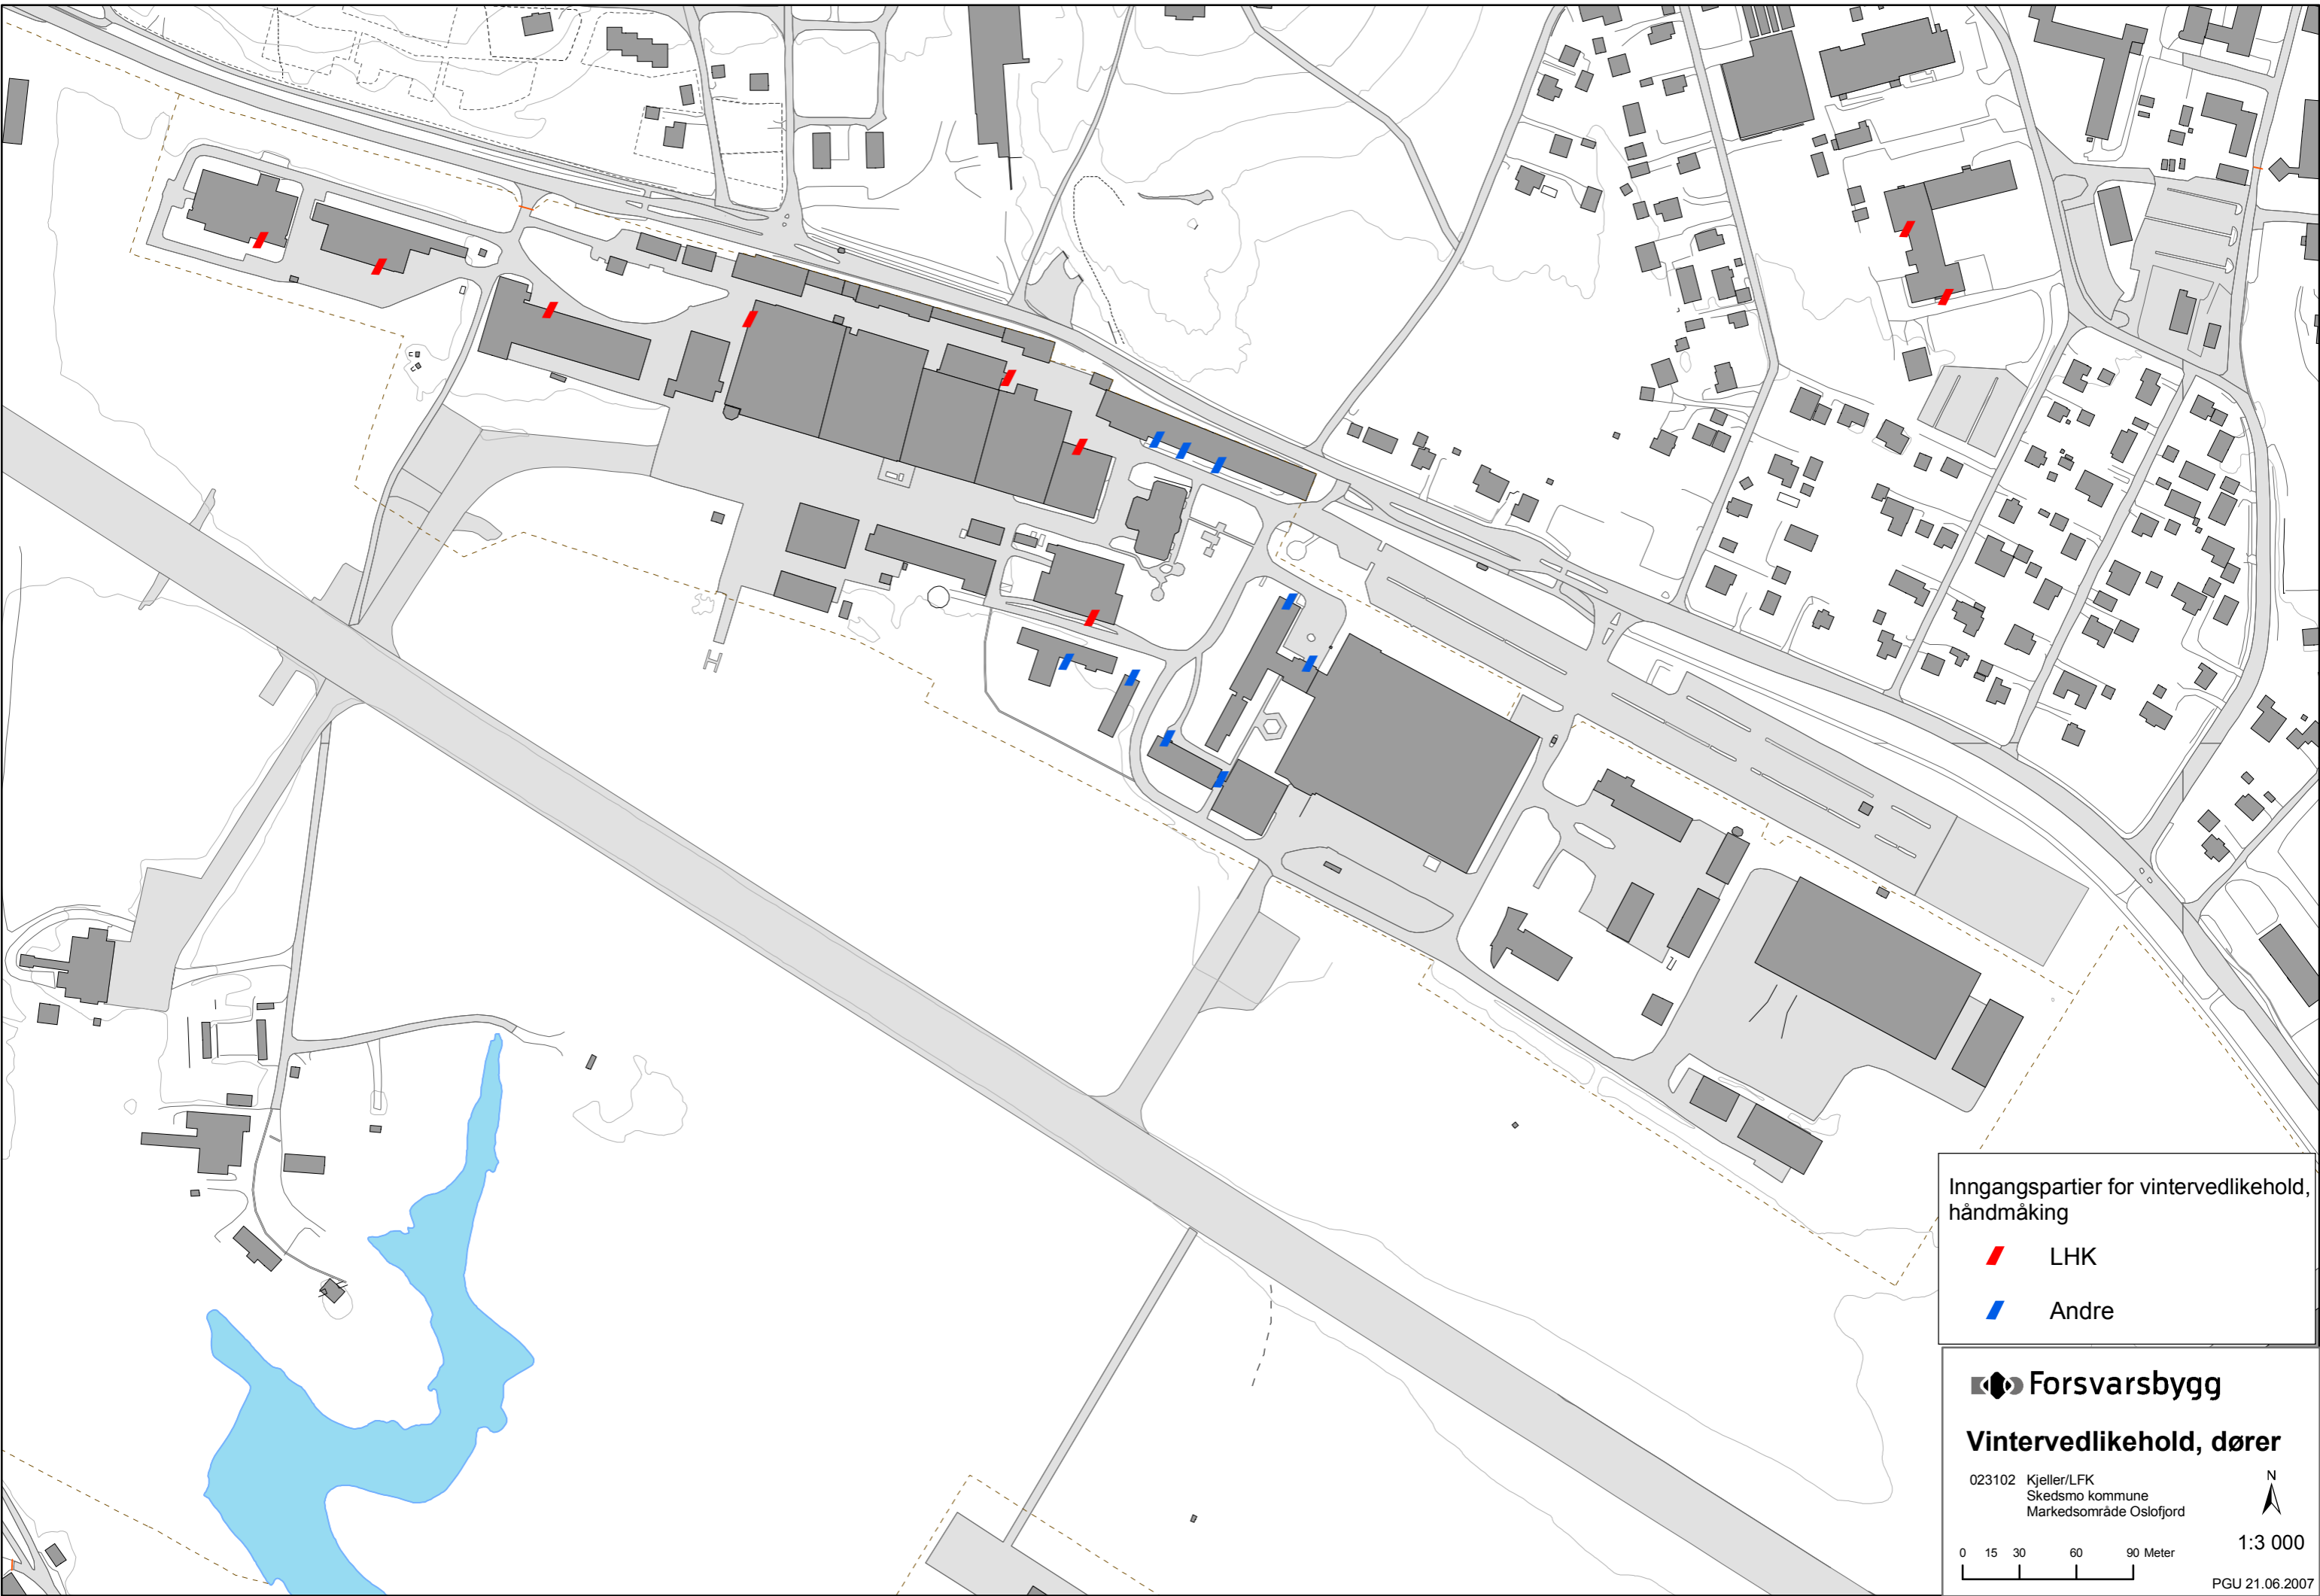 Inngangspartier for vintervedlikehold,
håndmåking
LHK
Andre
Forsvarsbygg
Vintervedlikehold, dører
023102 Kjeller/LFK
Skedsmo kommune
Markedsområde Oslofjord
N
1:3 000
0 15 30 60 90 Meter
PGU 21.06.2007
H